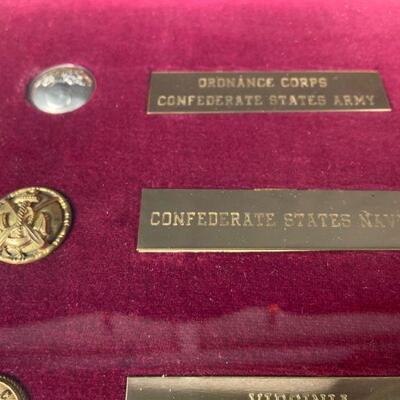 ORDNANCE CORPS
CONFEDERATE STATES ARMY
CONFEDERATE STATES